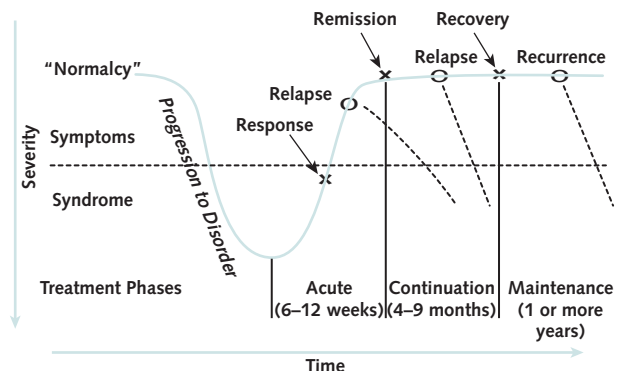 Remission
Recovery
"Normalcy"
Relapse
Recurrence
Relapse
Response
Progression to Disorder
Severity
Symptoms
Syndrome
Treatment Phases
Acute
(6–12 weeks)
Continuation
(4–9 months)
Maintenance
(1 or more
years)
Time